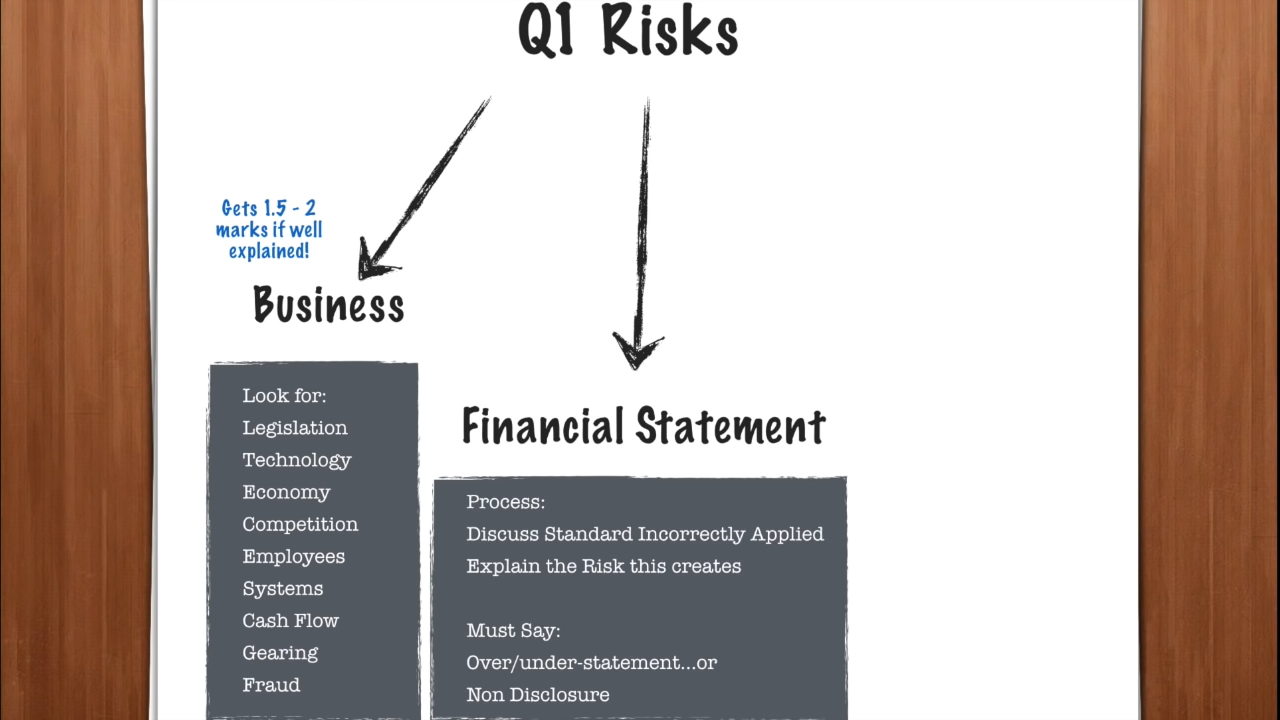 Q1 Risks
Gets 1.5 - 2
marks if well
explained!
Business
Look for:
Legislation
Technology
Economy
Competition
Employees
Systems
Cash Flow
Gearing
Fraud
Financial Statement
Process:
Discuss Standard Incorrectly Applied
Explain the Risk this creates
Must Say:
Over/under-statement...or
Non Disclosure